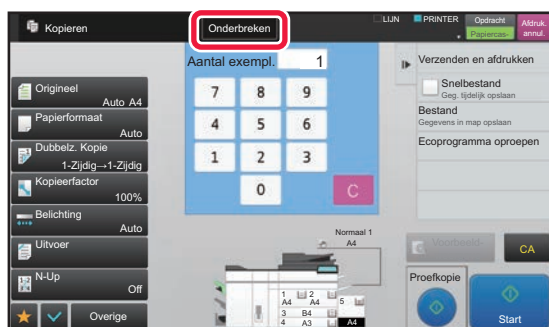 Kopieren
Onderbreken
LIJN
PRINTER
Opdracht
Papiercas-
Afdruk.
annul.
Origineel
Auto A4
Papierformaat
Auto
Dubbelz. Kopie
1-Zijdig→1-Zijdig
Kopieerfactor
100%
Belichting
Auto
Uitvoer
N-Up
Off
Overige
Aantal exempl. 1
7 8 9
4 5 6
1 2 3
0 C
Normaal 1
A4
1 A4
2 A4
3 B4
4 A3
5
A4
Verzenden en afdrukken
Snelbestand
Geg. tijdelijk opslaan
Bestand
Gegevens in map opslaan
Ecoprogramma oproepen
Voorbeeld-
CA
Proefkopie
Start